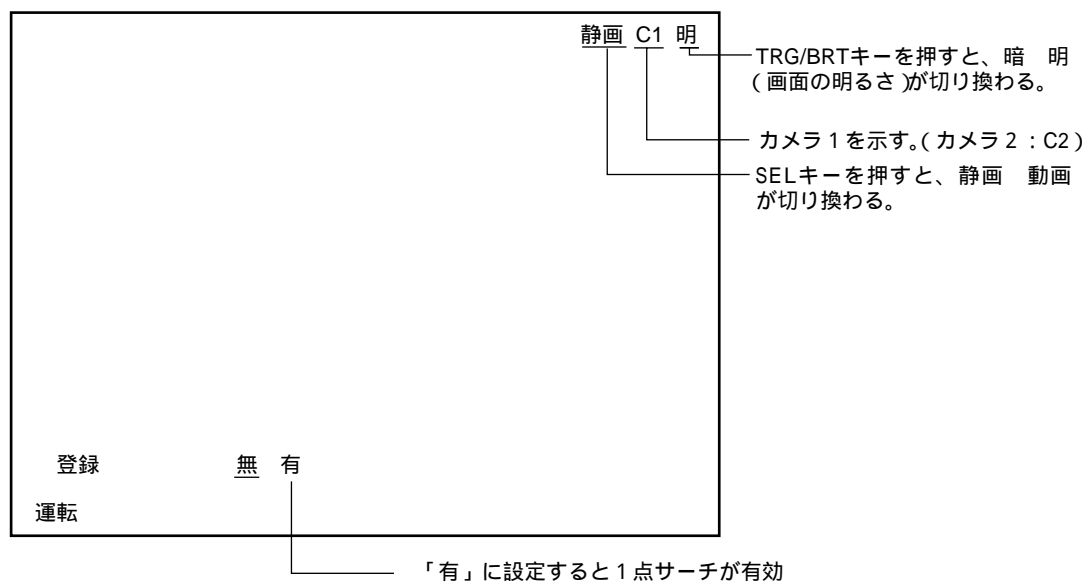 静画 C1 明
TRG/BRTキーを押すと、暗 明
(画面の明るさ)が切り換わる。
カメラ1を示す。(カメラ2：C2)
SELキーを押すと、静画 動画
が切り換わる。
登録 無 有
運転
「有」に設定すると1点サーチが有効